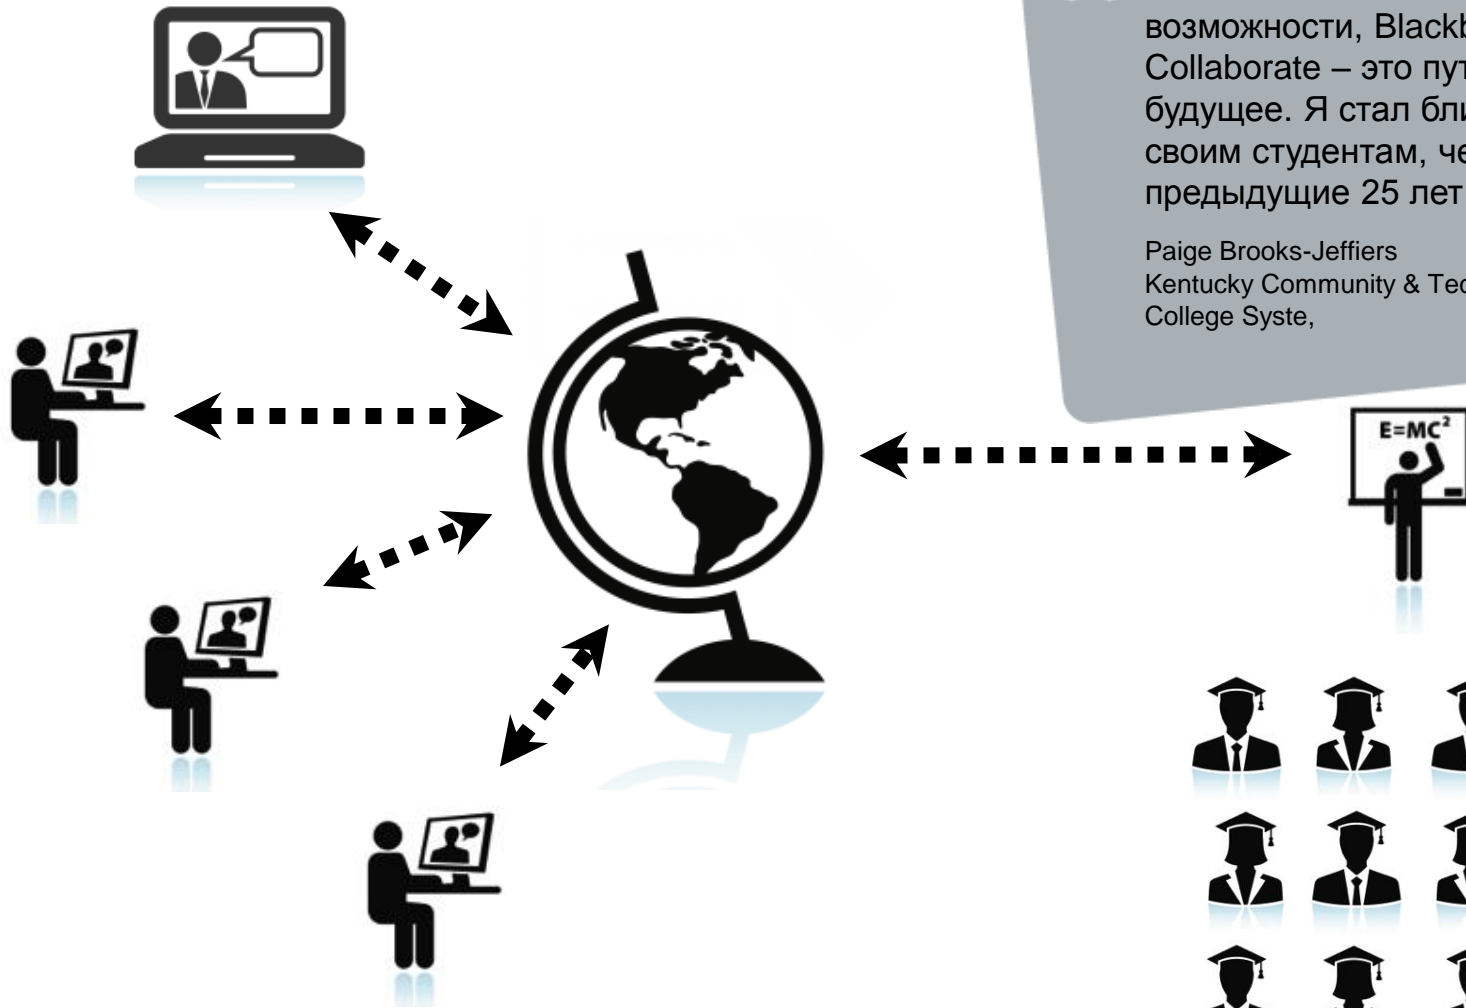 возможности, Blackb
Collaborate – это пут
будущее. Я стал бли
своим студентам, че
предыдущие 25 лет
Paige Brooks-Jeffiers
Kentucky Community & Tec
College Syste,
E=MC²